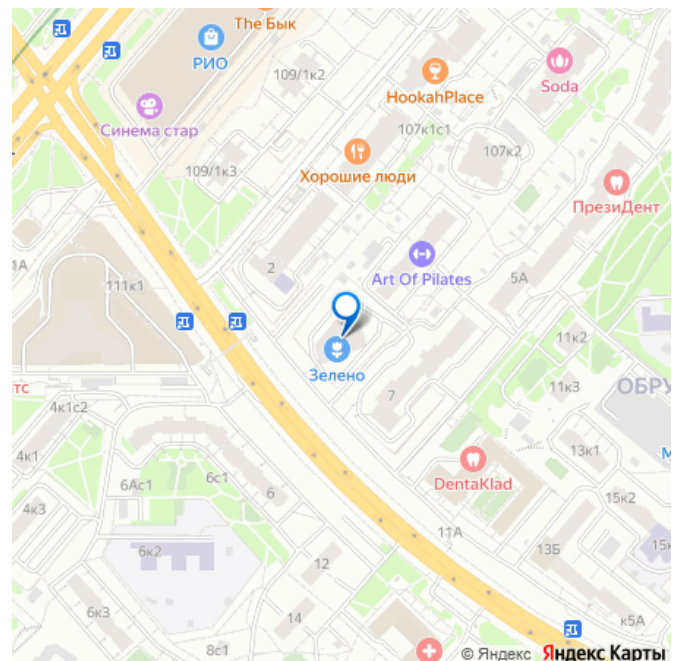 The Бык
РИО
109/1к2
HookahPlace
Soda
Синема стар
107к1с1
107к2
Хорошие люди
109/1к3
ПрезиДент
2
Art Of Pilates
5А
1А
111к1
11к2
Зелено
7
11к3
ОБРУ
тс
4к1с2
13к1
4к1
6с1
DentaKlad
М
6Ас1
6
15к2
4к3
11А
6к2
13Б
15к
12
6к3
14
к5А
8с1
© Яндекс Яндекс Карты